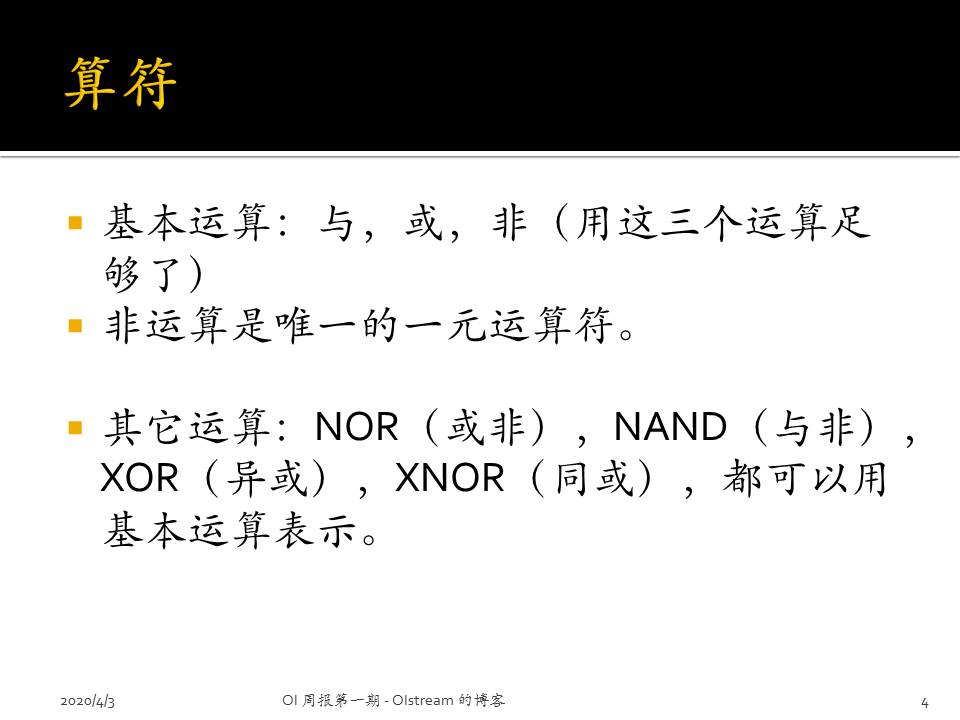 算符
基本运算：与，或，非（用这三个运算足
够了）
非运算是唯一的一元运算符。
其它运算：NOR（或非），NAND（与非），
XOR（异或），XNOR（同或），都可以用
基本运算表示。
2020/4/3
OI 周报第一期 - OIstream 的博客
4